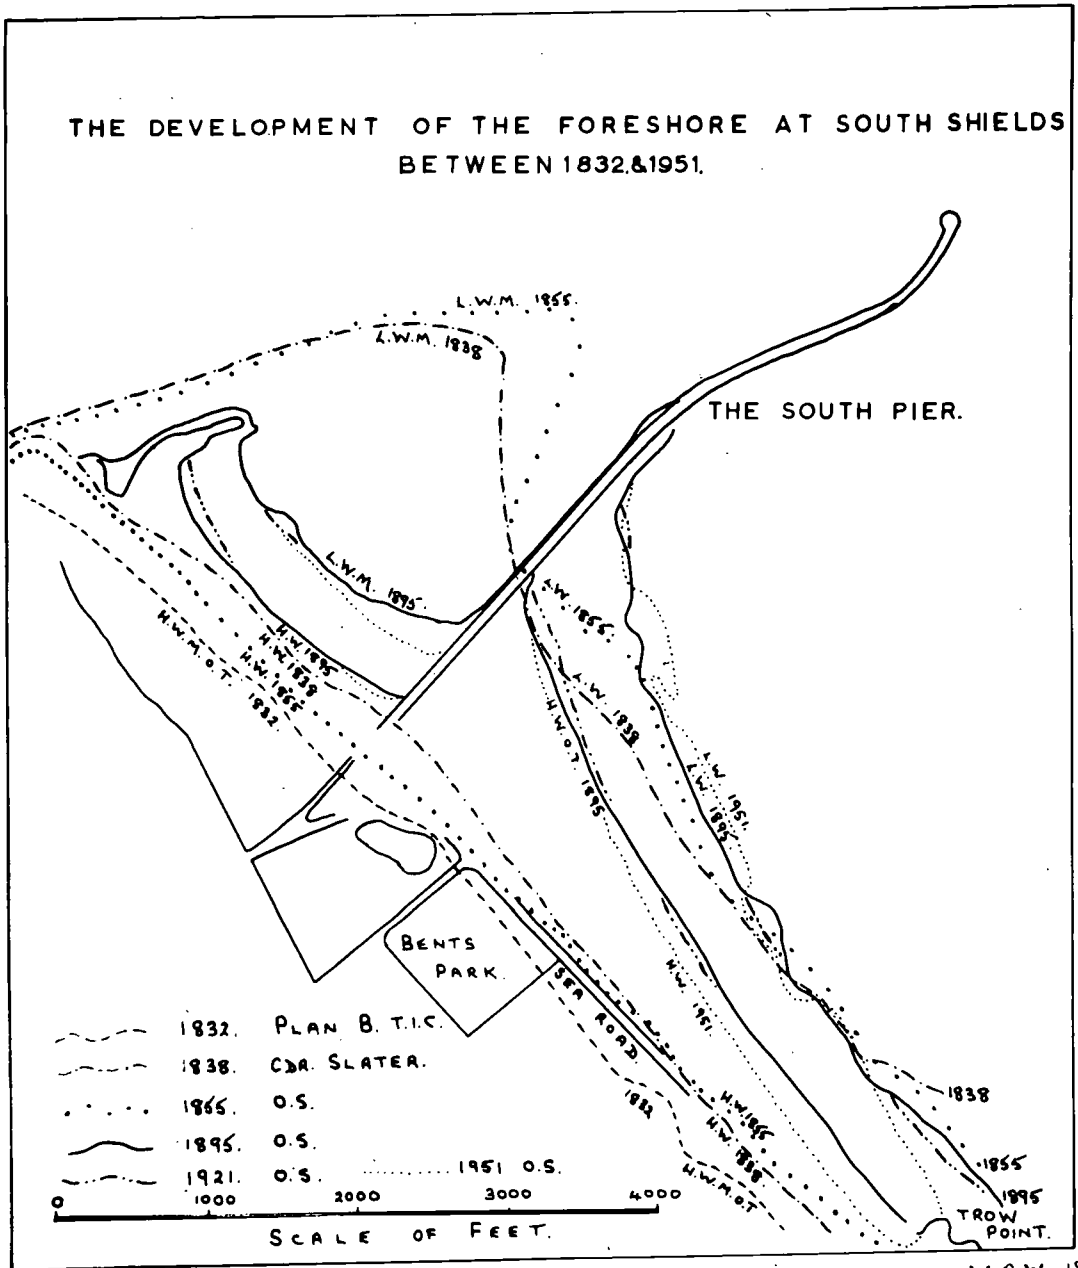 THE DEVELOPMENT OF THE FORESHORE AT SOUTH SHIELDS
BETWEEN 1832.&1951.
L.W.M. 1855.
L.W.M. 1838
THE SOUTH PIER.
L.W.M. 1895.
L.W. 1855
H.W. 1895
H.W. 1838
H.W. 1855
H.W.M.O.T. 1832
L.W. 1838
H.W.O.T. 1895
L.W. 1951
L.W. 1895
BENTS
PARK.
SEA ROAD
H.W. 1951
1832. PLAN B. T.I.C.
1838. CDR. SLATER.
1855. O.S.
1895. O.S.
1921. O.S.
1951 O.S.
1832
H.W. 1855
H.W. 1838
H.W.M.O.T
1838
1855
1895
TROW
POINT.
0 1000 2000 3000 4000
SCALE OF FEET.